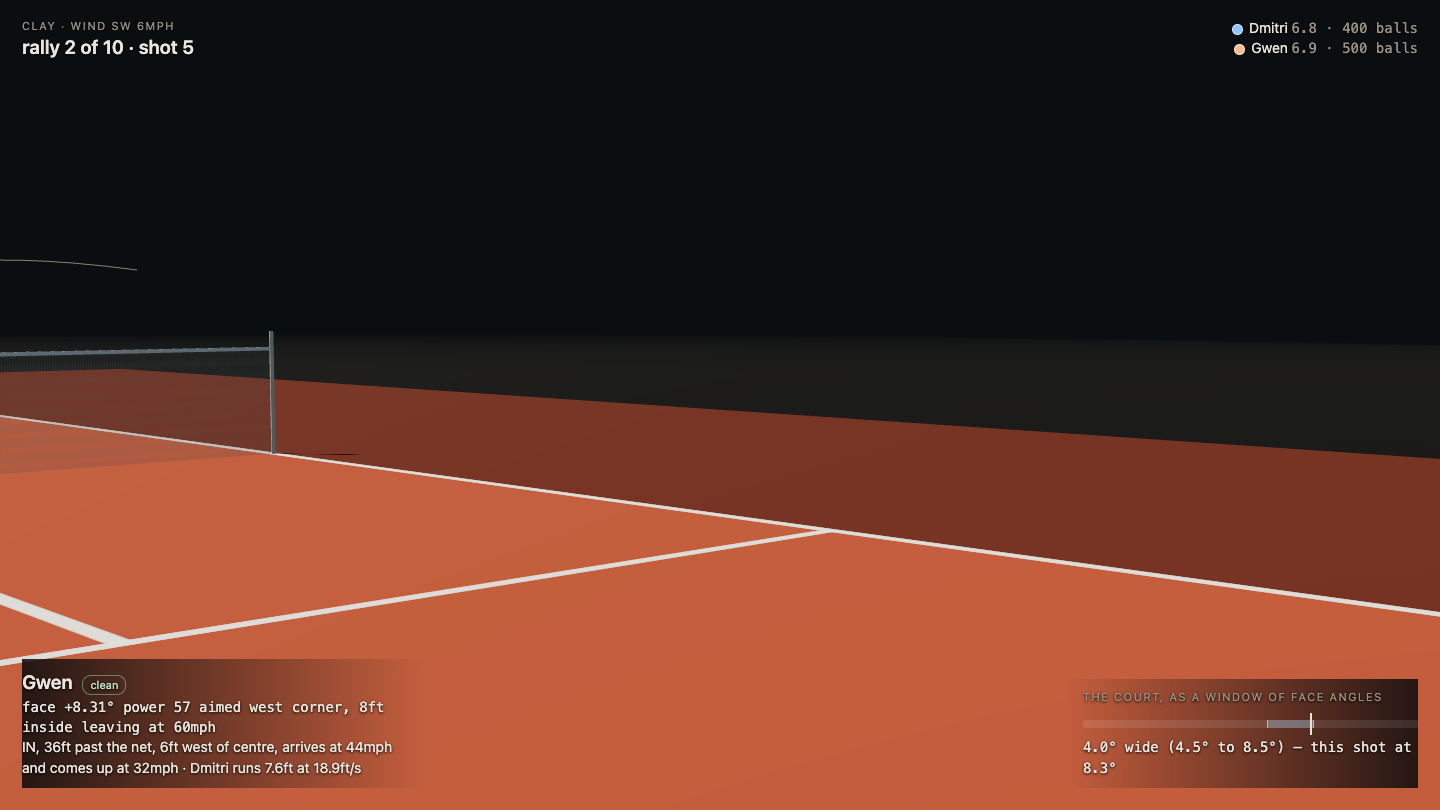 CLAY · WIND SW 6MPH
rally 2 of 10 · shot 5
Dmitri 6.8 · 400 balls
Gwen 6.9 · 500 balls
Gwen clean
face +8.31° power 57 aimed west corner, 8ft
inside leaving at 60mph
IN, 36ft past the net, 6ft west of centre, arrives at 44mph
and comes up at 32mph · Dmitri runs 7.6ft at 18.9ft/s
THE COURT, AS A WINDOW OF FACE ANGLES
4.0° wide (4.5° to 8.5°) — this shot at
8.3°